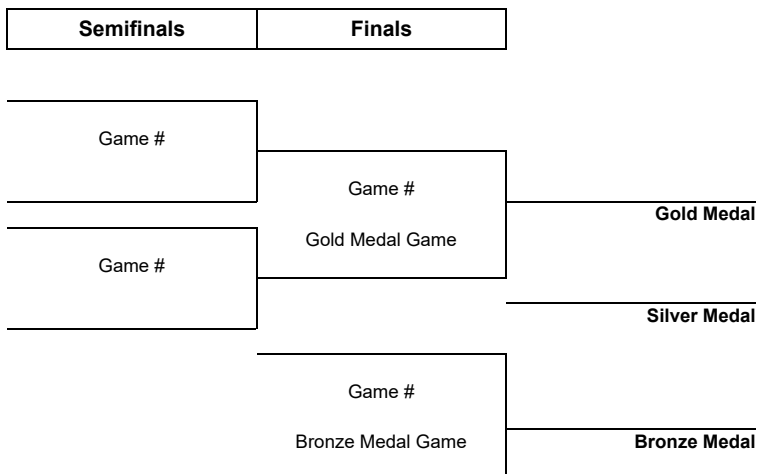 Semifinals Finals
Game #
Game #
Gold Medal
Gold Medal Game
Game #
Silver Medal
Game #
Bronze Medal Game Bronze Medal